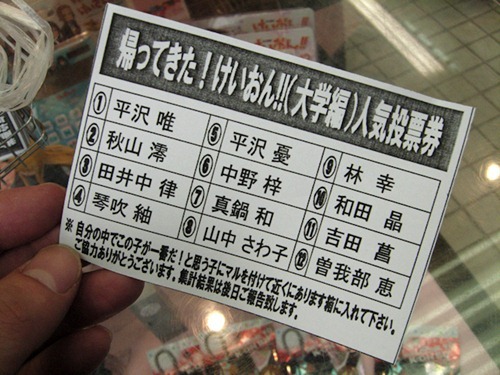 帰ってきた!けいおん!!(大学編)人気投票券
① 平沢 唯 ⑤ 平沢 憂 ⑨ 林 幸
② 秋山 澪 ⑥ 中野 梓 ⑩ 和田 晶
③ 田井中 律 ⑦ 真鍋 和 ⑪ 吉田 菖
④ 琴吹 紬 ⑧ 山中 さわ子 ⑫ 曽我部 恵
※ 自分の中でこの子が一番だ!と思う子にマルを付けて近くにあります箱に入れて下さい。
ご協力ありがとうございます。集計結果は後日ご報告致します。